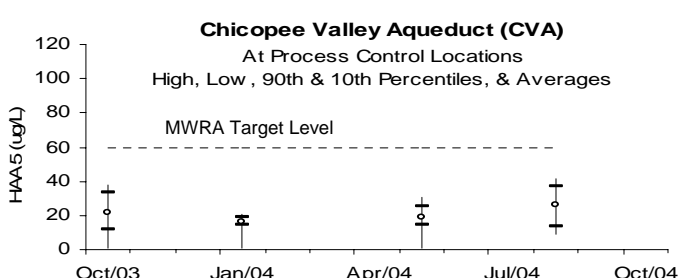 Chicopee Valley Aqueduct (CVA)
At Process Control Locations
High, Low , 90th & 10th Percentiles, & Averages
MWRA Target Level
HAA5 (ug/L)
120
100
80
60
40
20
0
Oct/03 Jan/04 Apr/04 Jul/04 Oct/04